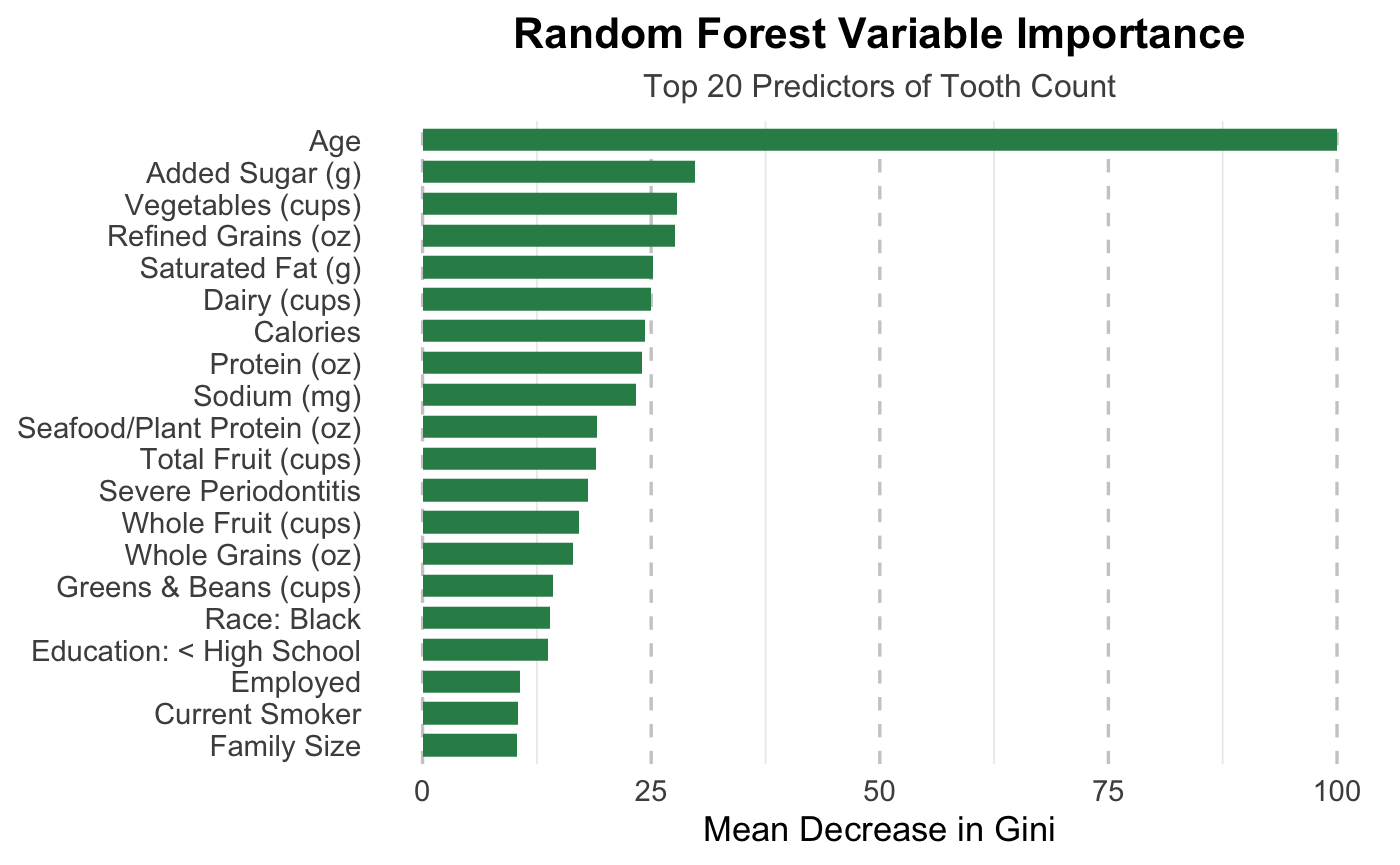 Random Forest Variable Importance
Top 20 Predictors of Tooth Count
Age
Added Sugar (g)
Vegetables (cups)
Refined Grains (oz)
Saturated Fat (g)
Dairy (cups)
Calories
Protein (oz)
Sodium (mg)
Seafood/Plant Protein (oz)
Total Fruit (cups)
Severe Periodontitis
Whole Fruit (cups)
Whole Grains (oz)
Greens & Beans (cups)
Race: Black
Education: < High School
Employed
Current Smoker
Family Size
0 25 50 75 100
Mean Decrease in Gini